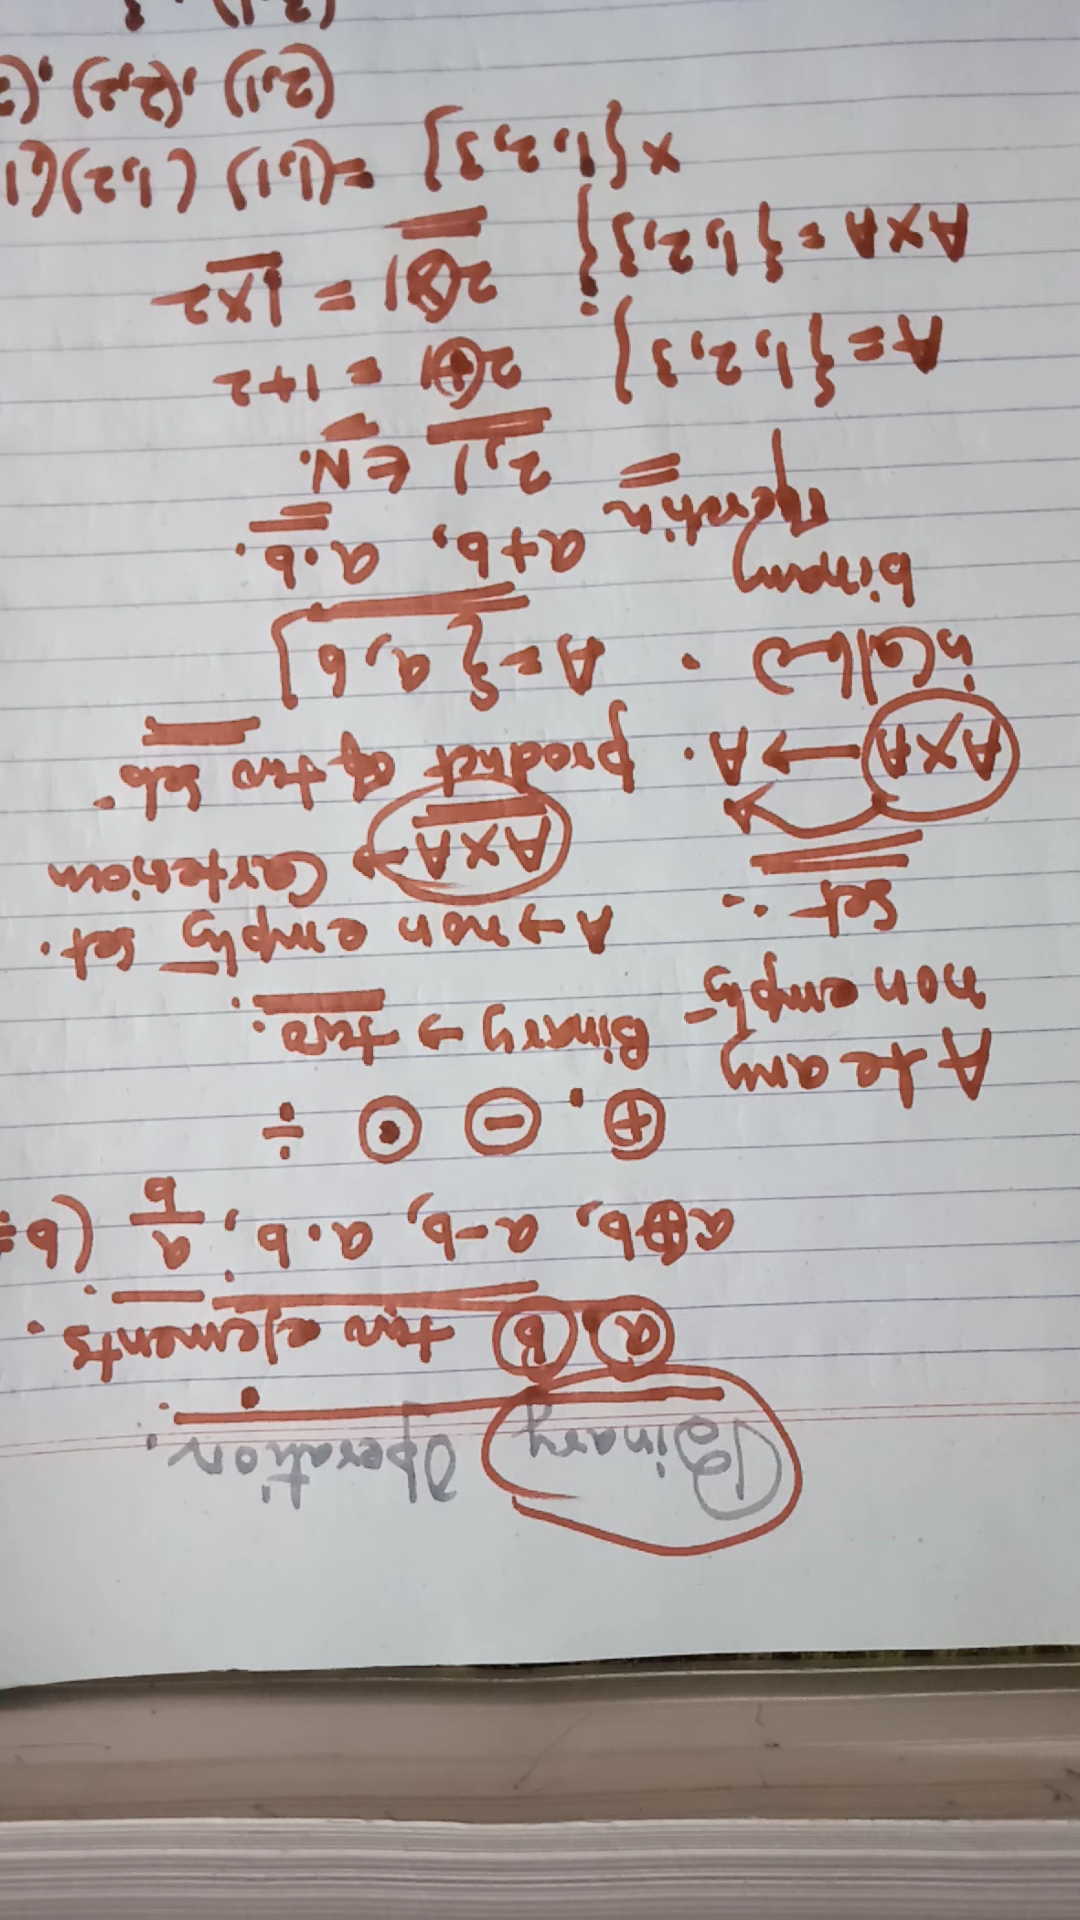 Binary Operation.
a, b two elements.
a⊕b, a-b, a·b, a/b (b
⊕ ⊖ ⊙ ÷
Binary → two.
A → non empty set.
A×A → Cartesian
product of two sets.
A = {a, b}
a+b, a·b.
2,1 ∈ N.
2⊕1 = 1+2
2⊗1 = 1×2
A be any
non empty
set
A×A → A.
is called
binary
operation
A = {1,2,3}
A×A = {1,2,3}
×{1,2,3} = (1,1) (1,2)(1
(2,1), (2,2), (2